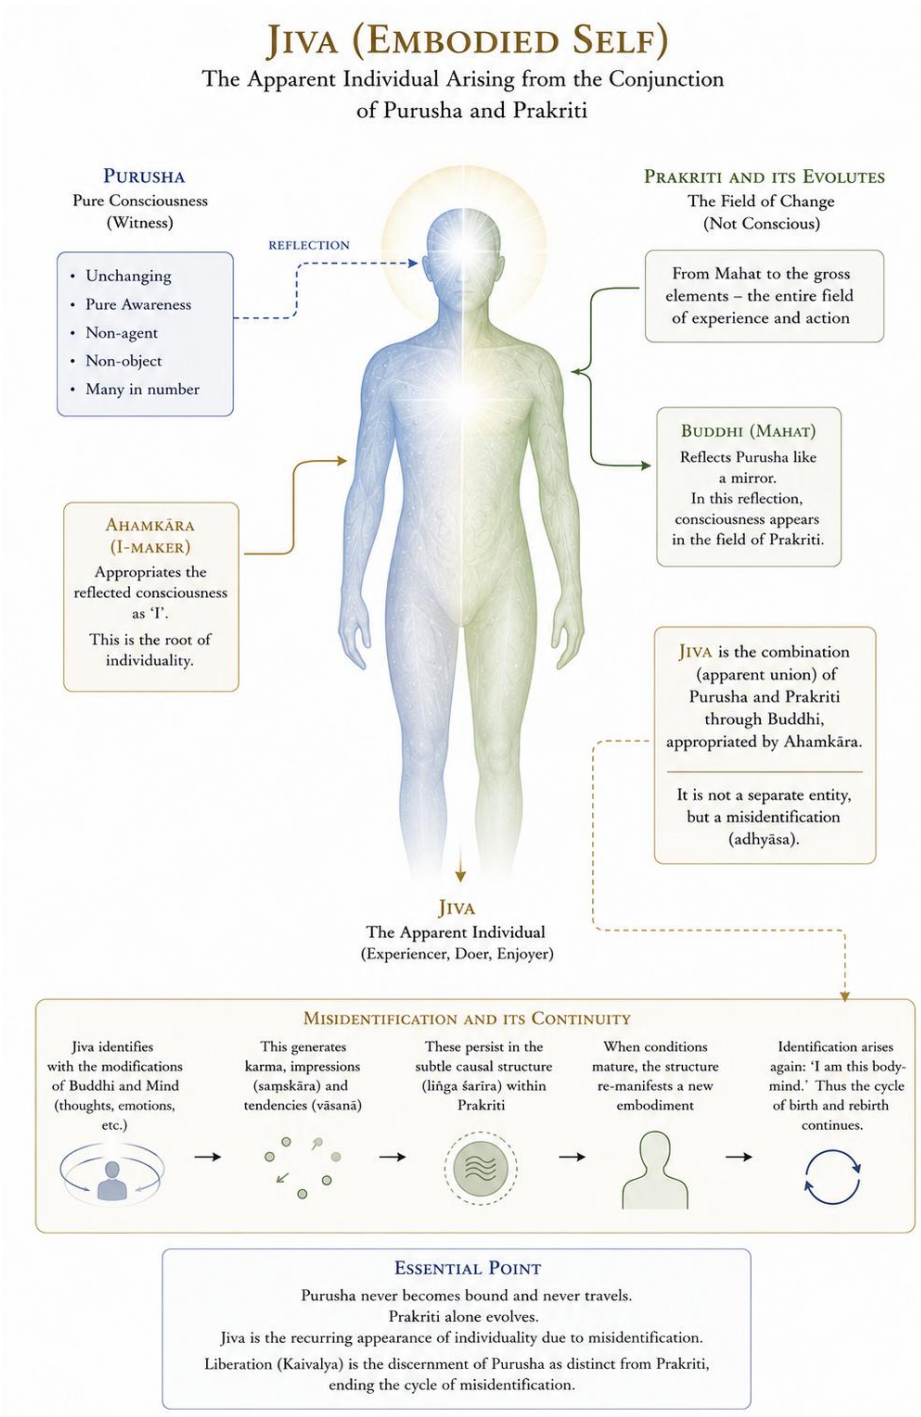 JIVA (EMBODIED SELF)
The Apparent Individual Arising from the Conjunction
of Purusha and Prakriti
PURUSHA
Pure Consciousness
(Witness)
• Unchanging
• Pure Awareness
• Non-agent
• Non-object
• Many in number
REFLECTION
PRAKRITI AND ITS EVOLUTES
The Field of Change
(Not Conscious)
From Mahat to the gross
elements – the entire field
of experience and action
BUDDHI (MAHAT)
Reflects Purusha like
a mirror.
In this reflection,
consciousness appears
in the field of Prakriti.
AHAMKĀRA
(I-MAKER)
Appropriates the
reflected consciousness
as ‘I’.
This is the root of
individuality.
JIVA is the combination
(apparent union) of
Purusha and Prakriti
through Buddhi,
appropriated by Ahamkāra.
It is not a separate entity,
but a misidentification
(adhyāsa).
JIVA
The Apparent Individual
(Experiencer, Doer, Enjoyer)
MISIDENTIFICATION AND ITS CONTINUITY
Jiva identifies
with the modifications
of Buddhi and Mind
(thoughts, emotions,
etc.)
This generates
karma, impressions
(saṃskāra) and
tendencies (vāsanā)
These persist in the
subtle causal structure
(liṅga śarīra) within
Prakriti
When conditions
mature, the structure
re-manifests a new
embodiment
Identification arises
again: ‘I am this body-
mind.’ Thus the cycle
of birth and rebirth
continues.
ESSENTIAL POINT
Purusha never becomes bound and never travels.
Prakriti alone evolves.
Jiva is the recurring appearance of individuality due to misidentification.
Liberation (Kaivalya) is the discernment of Purusha as distinct from Prakriti,
ending the cycle of misidentification.